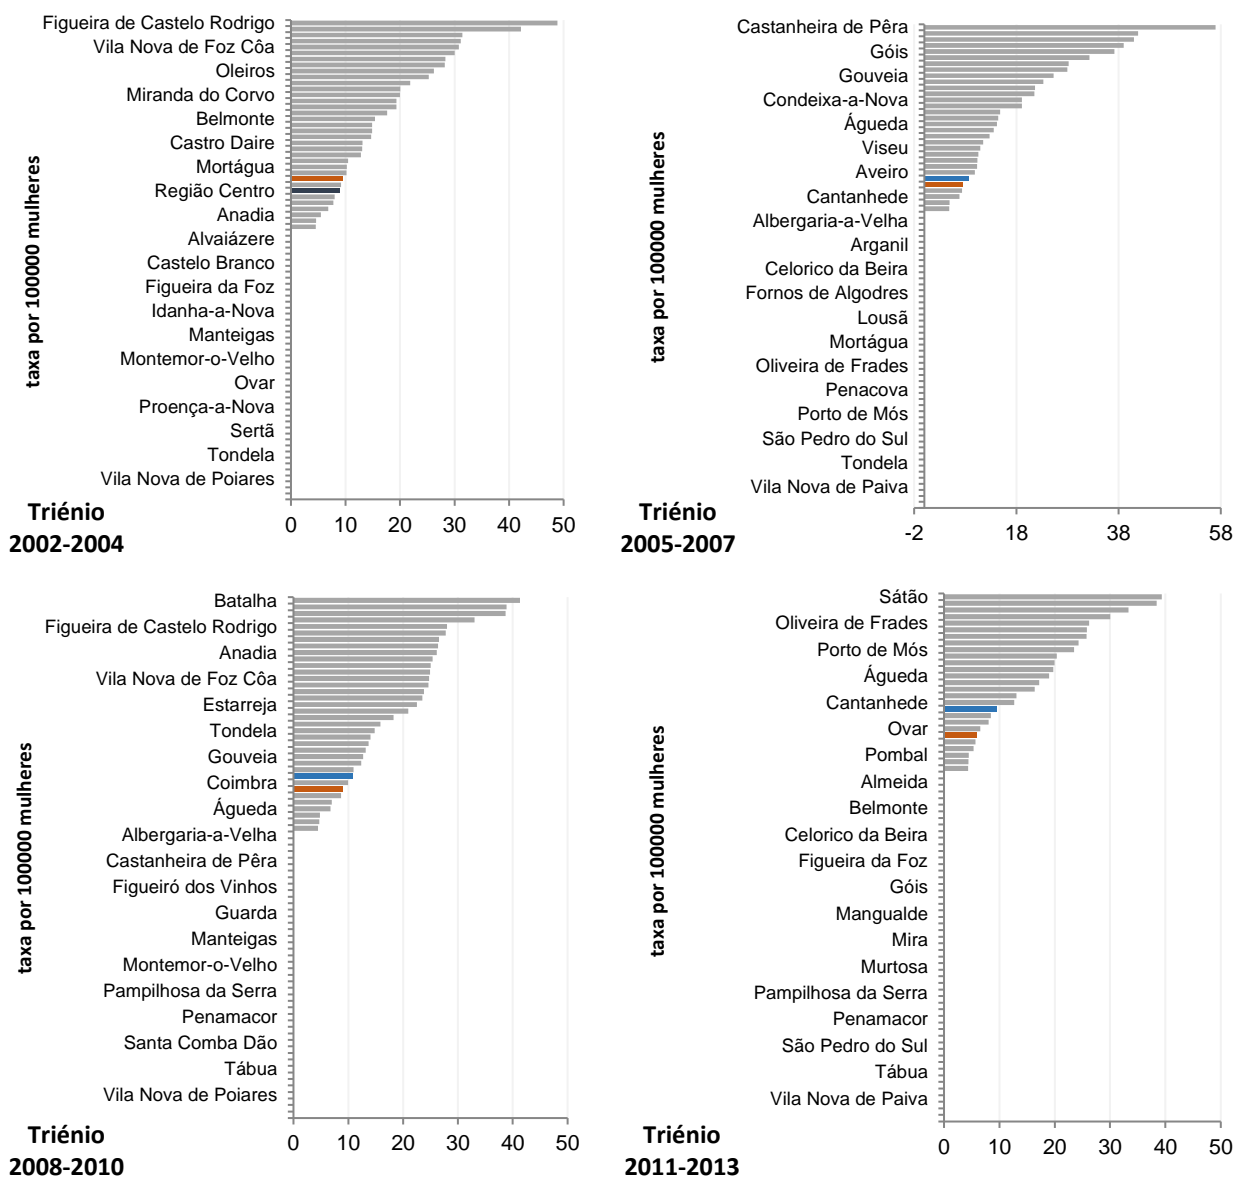 Figueira de Castelo Rodrigo
Vila Nova de Foz Côa
Oleiros
Miranda do Corvo
Belmonte
Castro Daire
Mortágua
Região Centro
Anadia
Alvaiázere
Castelo Branco
Figueira da Foz
Idanha-a-Nova
Manteigas
Montemor-o-Velho
Ovar
Proença-a-Nova
Sertã
Tondela
Vila Nova de Poiares
taxa por 100000 mulheres
0 10 20 30 40 50
Triénio
2002-2004
Castanheira de Pêra
Góis
Gouveia
Condeixa-a-Nova
Águeda
Viseu
Aveiro
Cantanhede
Albergaria-a-Velha
Arganil
Celorico da Beira
Fornos de Algodres
Lousã
Mortágua
Oliveira de Frades
Penacova
Porto de Mós
São Pedro do Sul
Tondela
Vila Nova de Paiva
taxa por 100000 mulheres
-2 18 38 58
Triénio
2005-2007
Batalha
Figueira de Castelo Rodrigo
Anadia
Vila Nova de Foz Côa
Estarreja
Tondela
Gouveia
Coimbra
Águeda
Albergaria-a-Velha
Castanheira de Pêra
Figueiró dos Vinhos
Guarda
Manteigas
Montemor-o-Velho
Pampilhosa da Serra
Penamacor
Santa Comba Dão
Tábua
Vila Nova de Poiares
taxa por 100000 mulheres
0 10 20 30 40 50
Triénio
2008-2010
Sátão
Oliveira de Frades
Porto de Mós
Águeda
Cantanhede
Ovar
Pombal
Almeida
Belmonte
Celorico da Beira
Figueira da Foz
Góis
Mangualde
Mira
Murtosa
Pampilhosa da Serra
Penamacor
São Pedro do Sul
Tábua
Vila Nova de Paiva
taxa por 100000 mulheres
0 10 20 30 40 50
Triénio
2011-2013